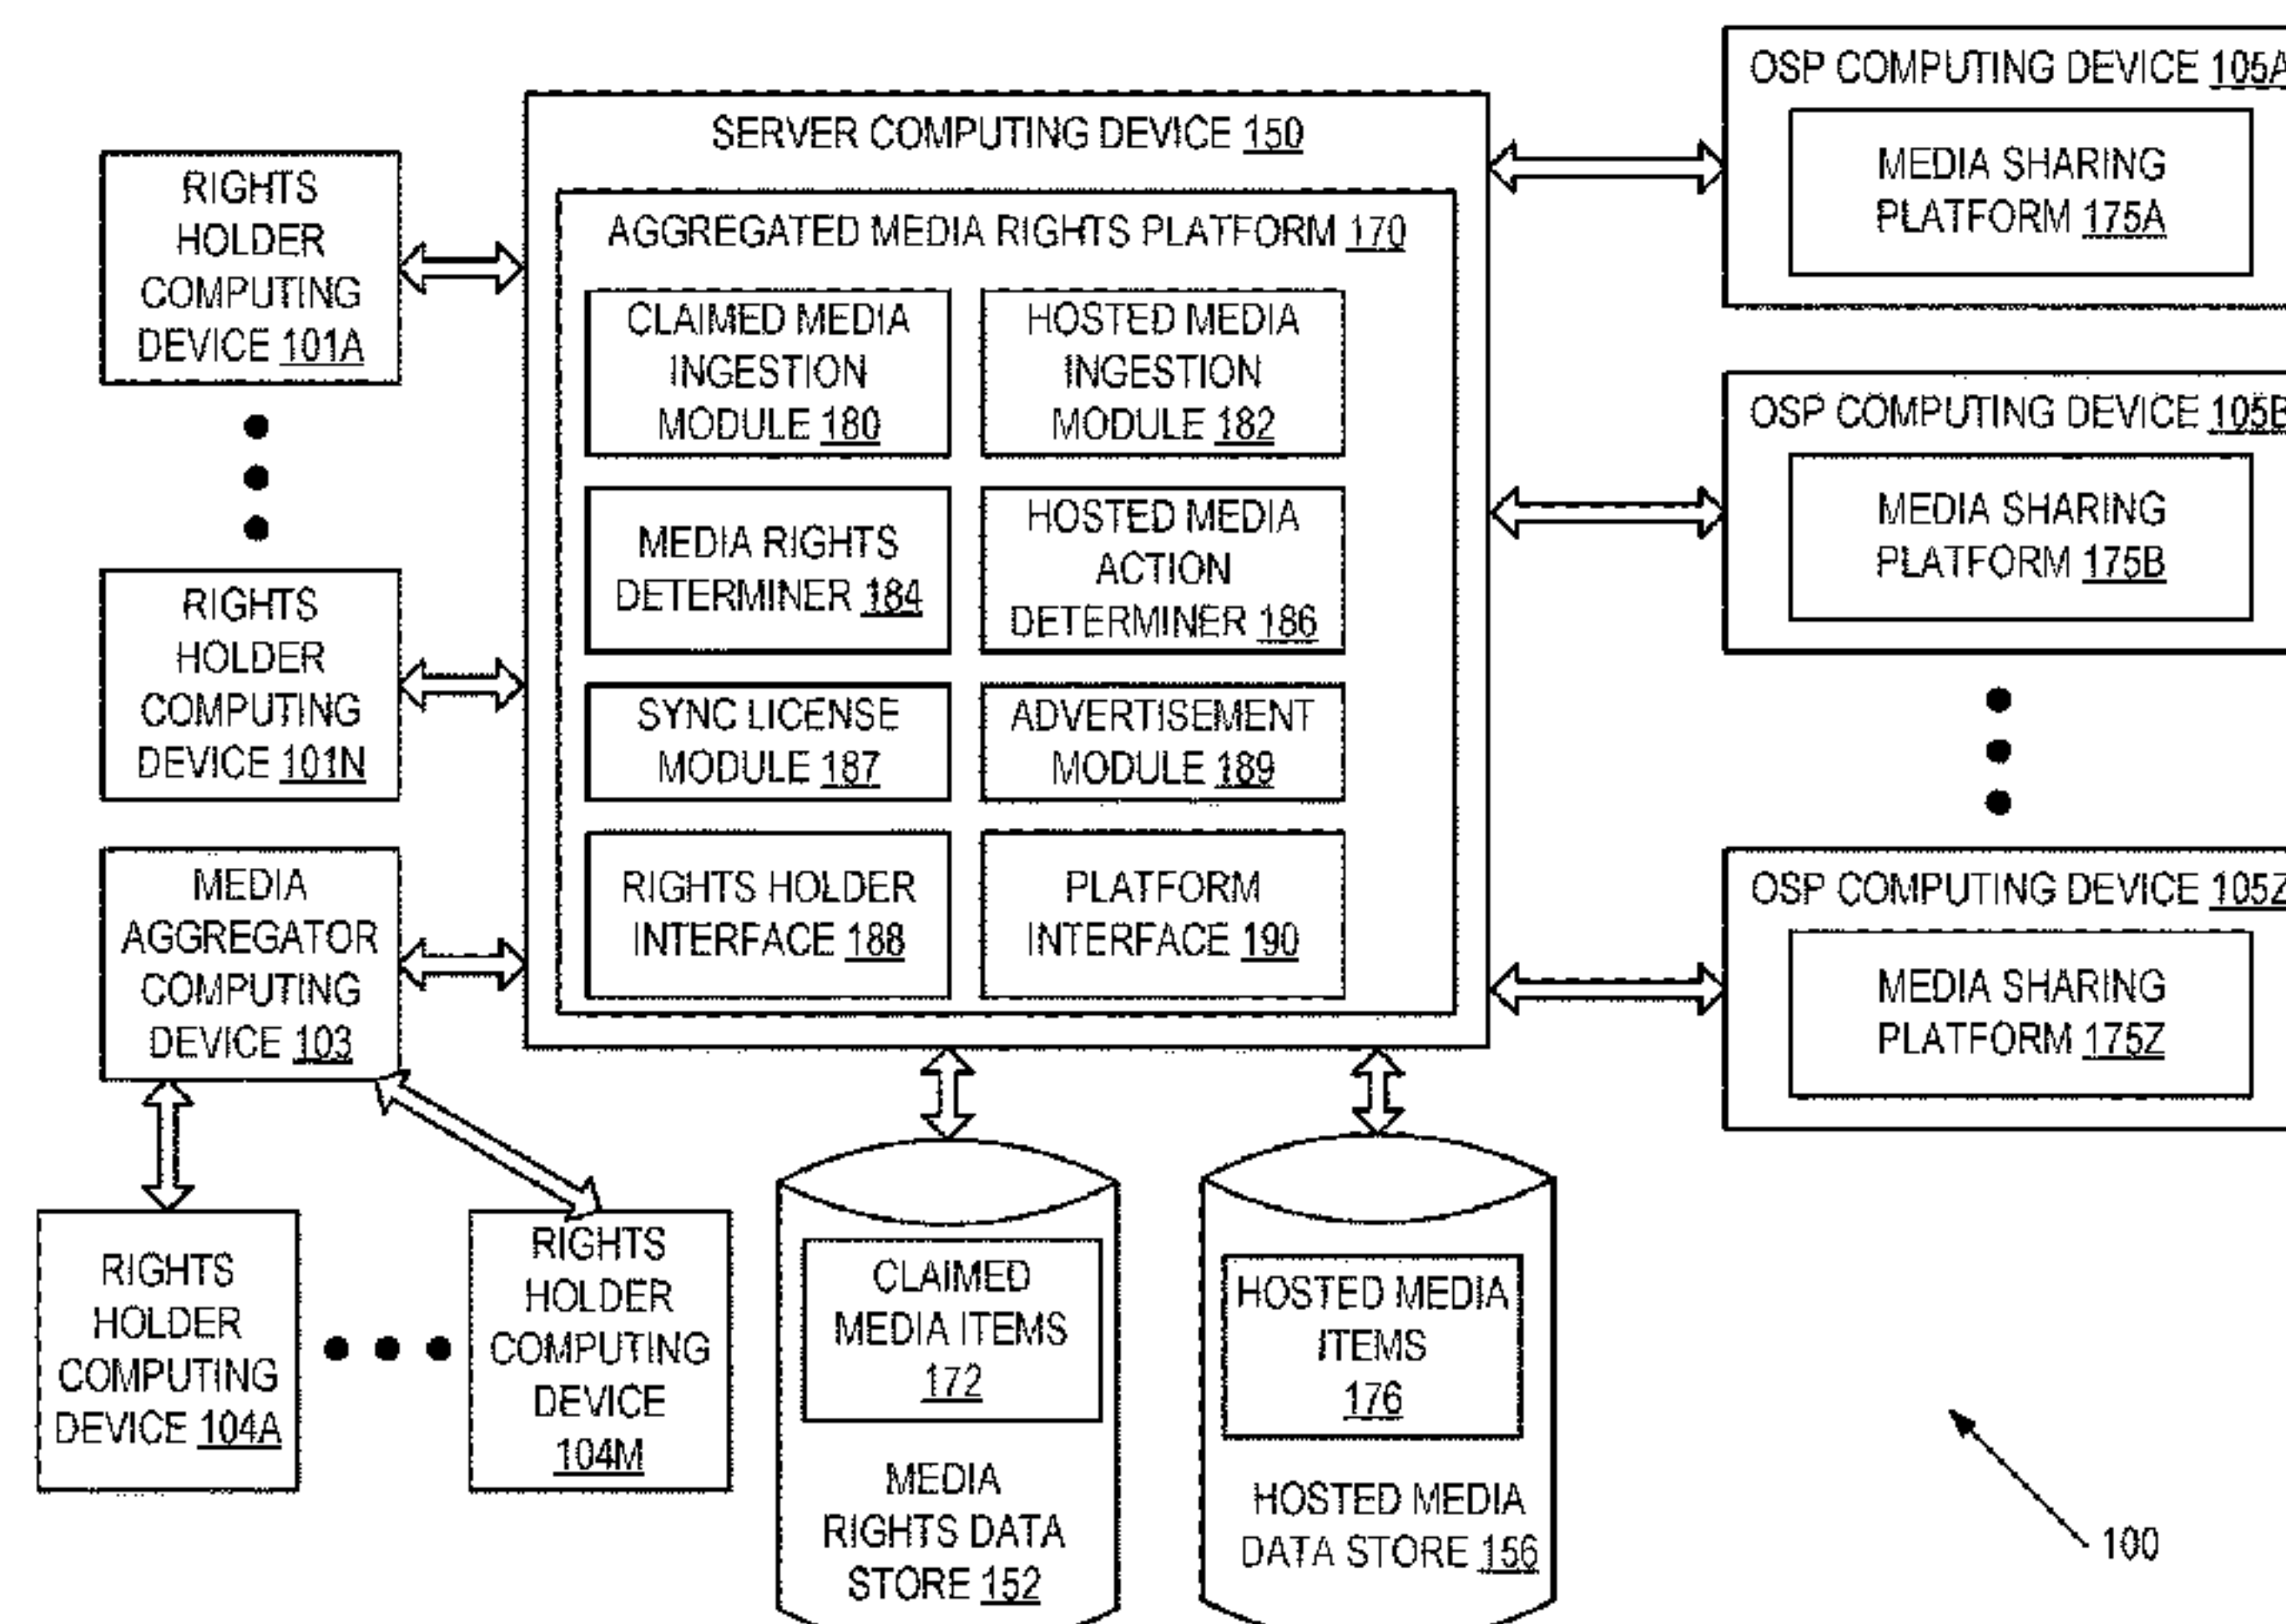 SERVER COMPUTING DEVICE 150
AGGREGATED MEDIA RIGHTS PLATFORM 170
CLAIMED MEDIA
INGESTION
MODULE 180
HOSTED MEDIA
INGESTION
MODULE 182
MEDIA RIGHTS
DETERMINER 184
HOSTED MEDIA
ACTION
DETERMINER 186
SYNC LICENSE
MODULE 187
ADVERTISEMENT
MODULE 189
RIGHTS HOLDER
INTERFACE 188
PLATFORM
INTERFACE 190
RIGHTS
HOLDER
COMPUTING
DEVICE 101A
RIGHTS
HOLDER
COMPUTING
DEVICE 101N
MEDIA
AGGREGATOR
COMPUTING
DEVICE 103
RIGHTS
HOLDER
COMPUTING
DEVICE 104A
RIGHTS
HOLDER
COMPUTING
DEVICE
104M
CLAIMED
MEDIA ITEMS
172
MEDIA
RIGHTS DATA
STORE 152
HOSTED MEDIA
ITEMS
176
HOSTED MEDIA
DATA STORE 156
OSP COMPUTING DEVICE 105A
MEDIA SHARING
PLATFORM 175A
OSP COMPUTING DEVICE 105B
MEDIA SHARING
PLATFORM 175B
OSP COMPUTING DEVICE 105Z
MEDIA SHARING
PLATFORM 175Z
100